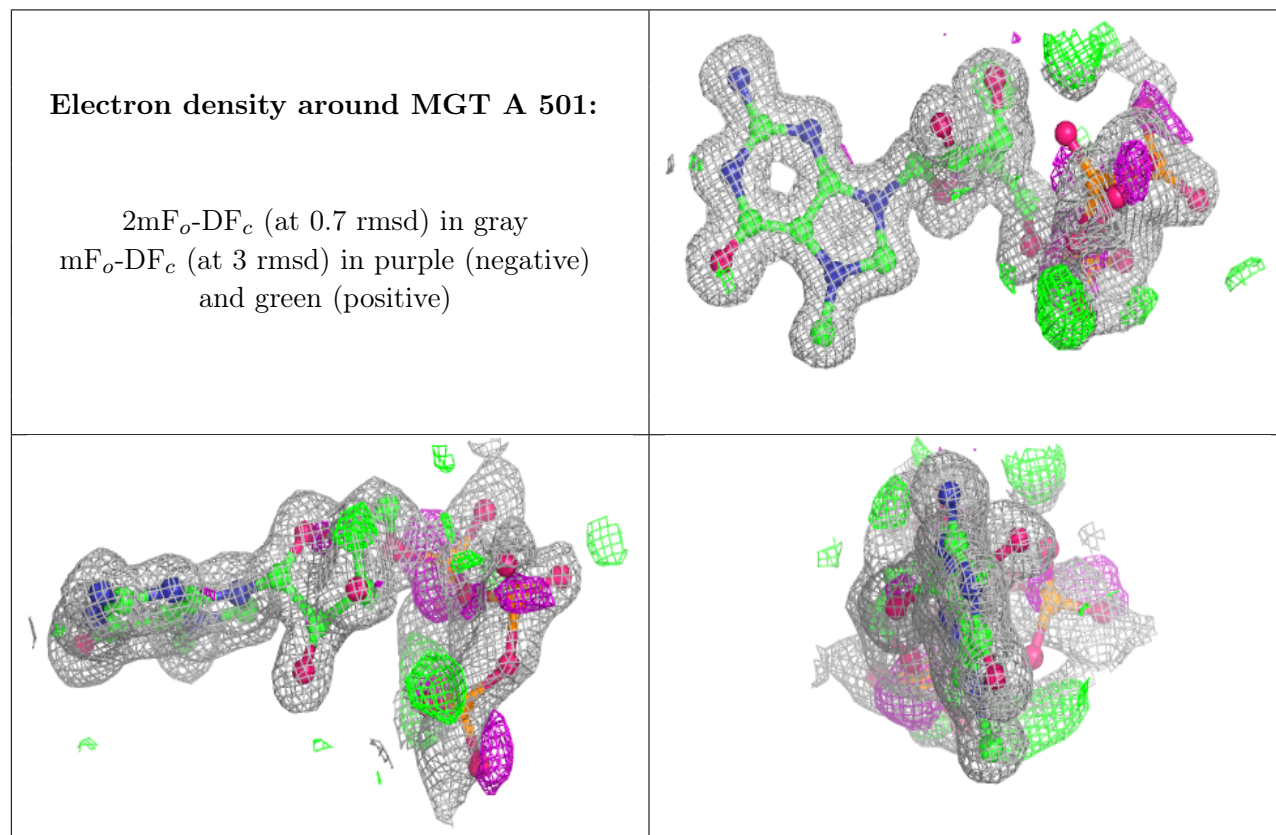 Electron density around MGT A 501:
2mFo-DFc (at 0.7 rmsd) in gray
mFo-DFc (at 3 rmsd) in purple (negative)
and green (positive)